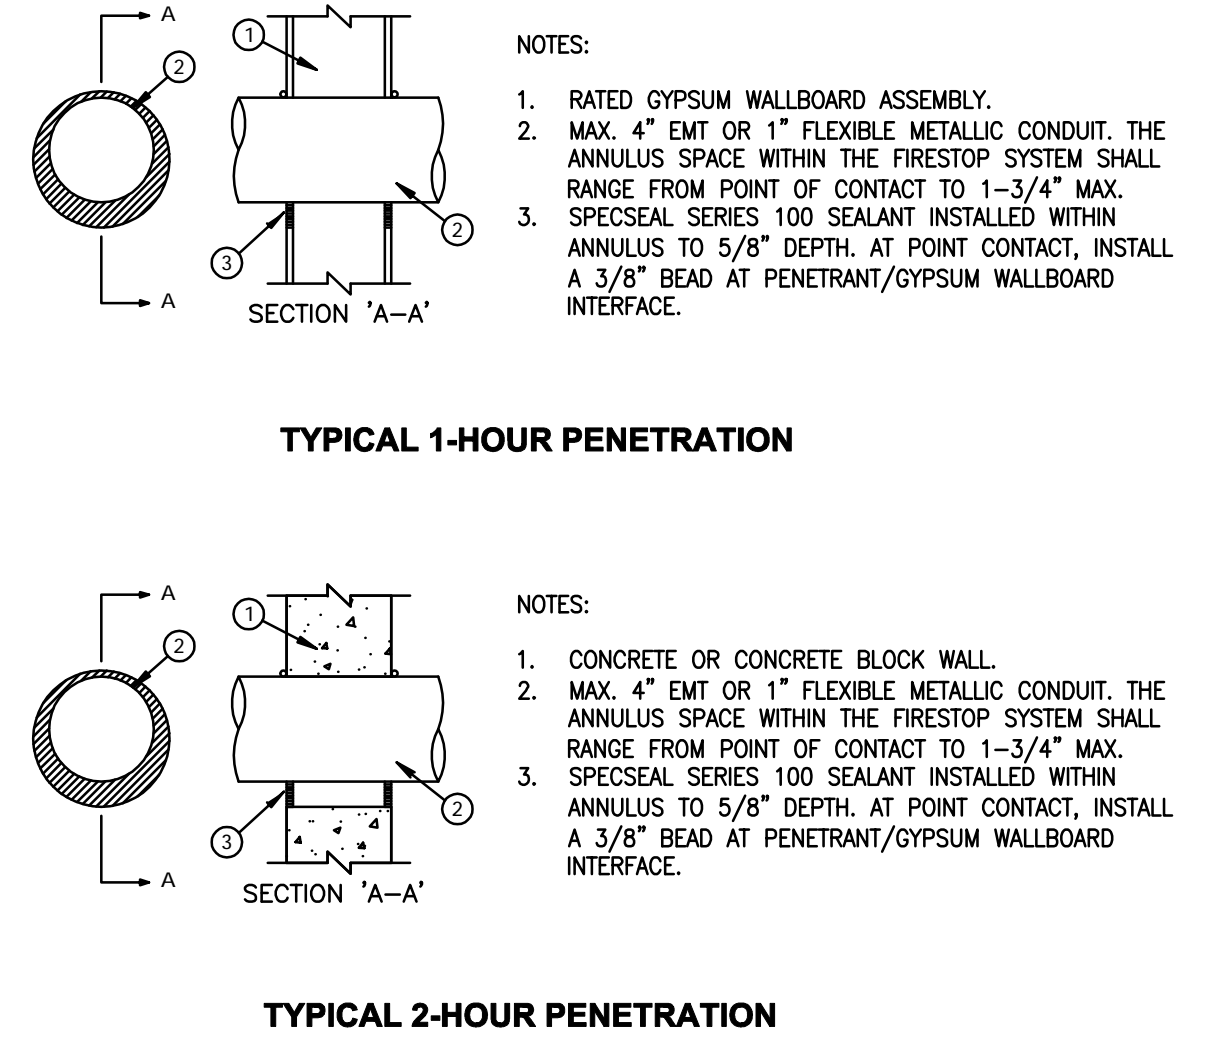 A
1
2
2
3
A
SECTION 'A–A'
NOTES:
1. RATED GYPSUM WALLBOARD ASSEMBLY.
2. MAX. 4" EMT OR 1" FLEXIBLE METALLIC CONDUIT. THE
ANNULUS SPACE WITHIN THE FIRESTOP SYSTEM SHALL
RANGE FROM POINT OF CONTACT TO 1–3/4" MAX.
3. SPECSEAL SERIES 100 SEALANT INSTALLED WITHIN
ANNULUS TO 5/8" DEPTH. AT POINT CONTACT, INSTALL
A 3/8" BEAD AT PENETRANT/GYPSUM WALLBOARD
INTERFACE.
TYPICAL 1-HOUR PENETRATION
A
1
2
2
3
A
SECTION 'A–A'
NOTES:
1. CONCRETE OR CONCRETE BLOCK WALL.
2. MAX. 4" EMT OR 1" FLEXIBLE METALLIC CONDUIT. THE
ANNULUS SPACE WITHIN THE FIRESTOP SYSTEM SHALL
RANGE FROM POINT OF CONTACT TO 1–3/4" MAX.
3. SPECSEAL SERIES 100 SEALANT INSTALLED WITHIN
ANNULUS TO 5/8" DEPTH. AT POINT CONTACT, INSTALL
A 3/8" BEAD AT PENETRANT/GYPSUM WALLBOARD
INTERFACE.
TYPICAL 2-HOUR PENETRATION